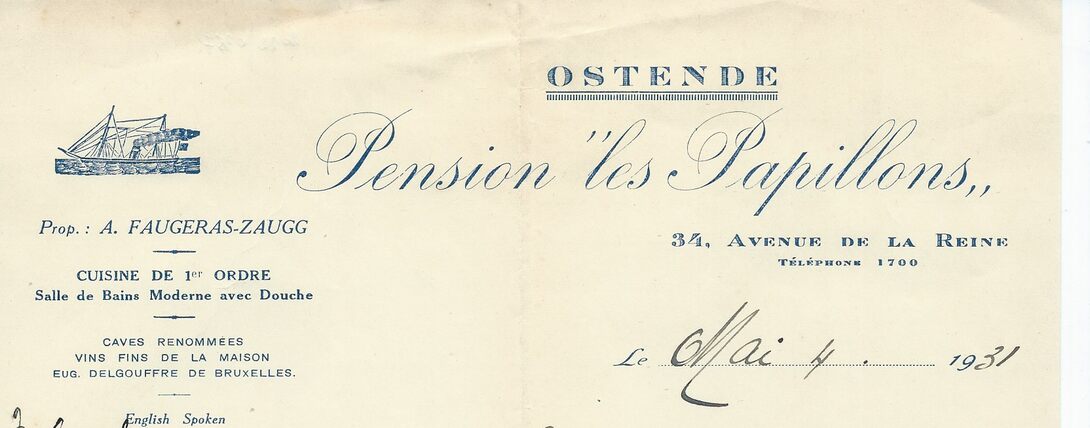 OSTENDE
Pension "les Papillons„
34, AVENUE DE LA REINE
TÉLÉPHONE 1700
Prop. : A. FAUGERAS-ZAUGG
CUISINE DE 1er ORDRE
Salle de Bains Moderne avec Douche
CAVES RENOMMÉES
VINS FINS DE LA MAISON
EUG. DELGOUFFRE DE BRUXELLES.
English Spoken
Le Mai 4. 1931